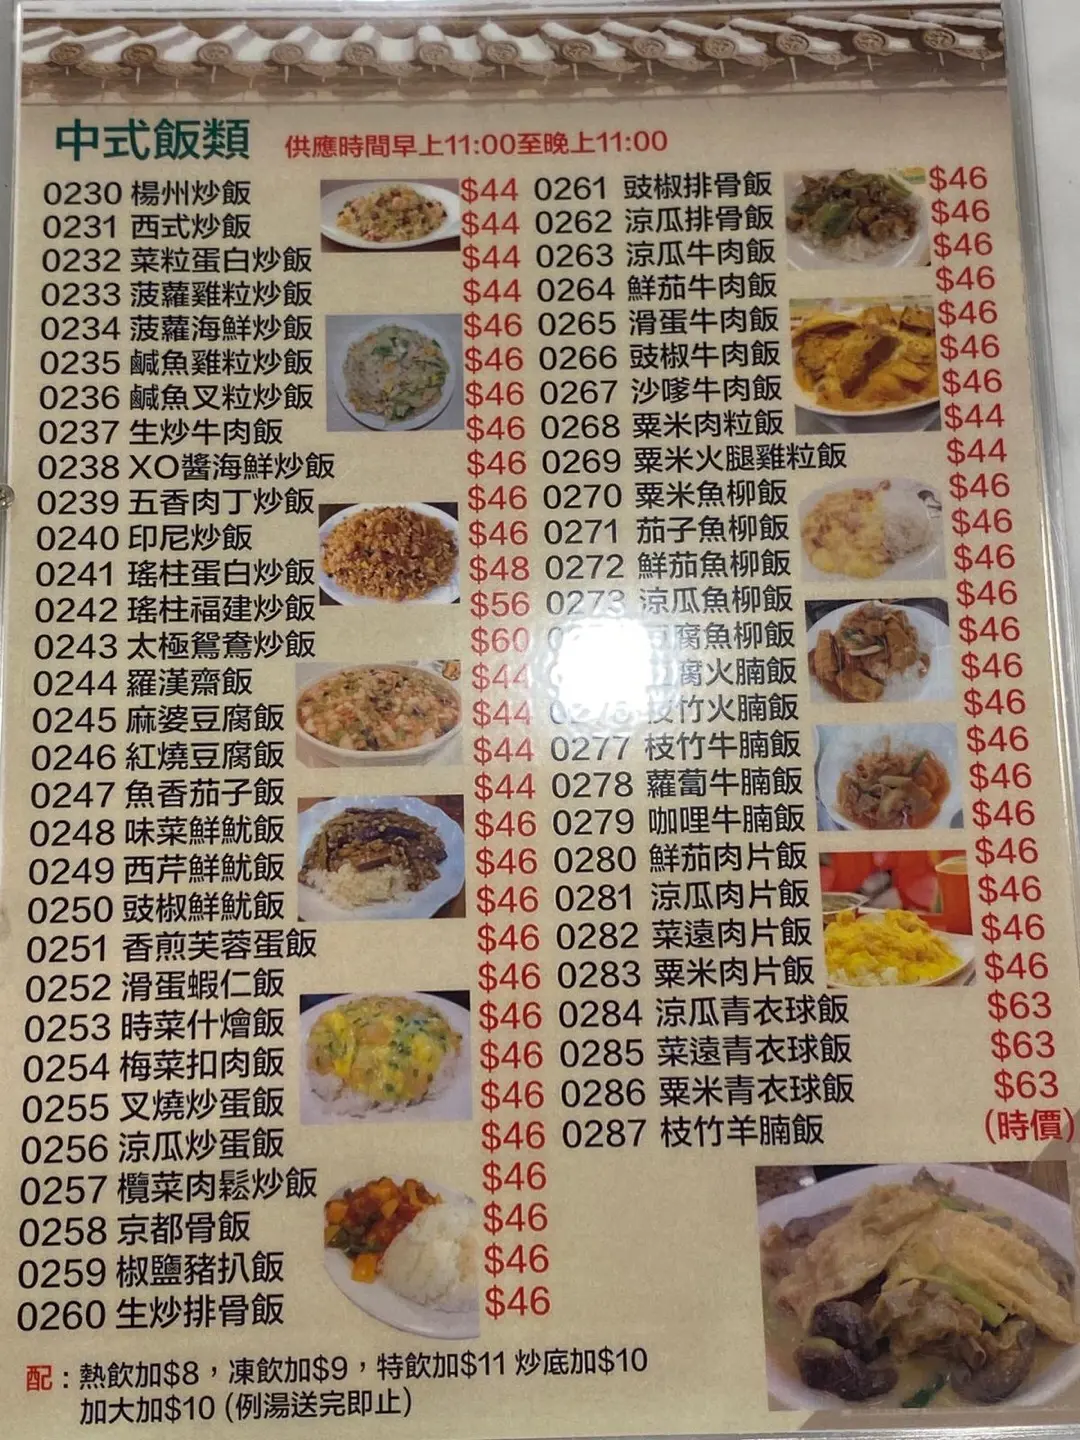 中式飯類 供應時間早上11:00至晚上11:00
0230 楊州炒飯 $44
0231 西式炒飯 $44
0232 菜粒蛋白炒飯 $44
0233 菠蘿雞粒炒飯 $44
0234 菠蘿海鮮炒飯 $46
0235 鹹魚雞粒炒飯 $46
0236 鹹魚叉粒炒飯 $46
0237 生炒牛肉飯 $46
0238 XO醬海鮮炒飯 $46
0239 五香肉丁炒飯 $46
0240 印尼炒飯 $46
0241 瑤柱蛋白炒飯 $48
0242 瑤柱福建炒飯 $56
0243 太極鴛鴦炒飯 $60
0244 羅漢齋飯 $44
0245 麻婆豆腐飯 $44
0246 紅燒豆腐飯 $44
0247 魚香茄子飯 $44
0248 味菜鮮魷飯 $46
0249 西芹鮮魷飯 $46
0250 豉椒鮮魷飯 $46
0251 香煎芙蓉蛋飯 $46
0252 滑蛋蝦仁飯 $46
0253 時菜什燴飯 $46
0254 梅菜扣肉飯 $46
0255 叉燒炒蛋飯 $46
0256 涼瓜炒蛋飯 $46
0257 欖菜肉鬆炒飯 $46
0258 京都骨飯 $46
0259 椒鹽豬扒飯 $46
0260 生炒排骨飯 $46
0261 豉椒排骨飯 $46
0262 涼瓜排骨飯 $46
0263 涼瓜牛肉飯 $46
0264 鮮茄牛肉飯 $46
0265 滑蛋牛肉飯 $46
0266 豉椒牛肉飯 $46
0267 沙嗲牛肉飯 $46
0268 粟米肉粒飯 $44
0269 粟米火腿雞粒飯 $44
0270 粟米魚柳飯 $46
0271 茄子魚柳飯 $46
0272 鮮茄魚柳飯 $46
0273 涼瓜魚柳飯 $46
腐魚柳飯 $46
腐火腩飯 $46
枝竹火腩飯 $46
0277 枝竹牛腩飯 $46
0278 蘿蔔牛腩飯 $46
0279 咖哩牛腩飯 $46
0280 鮮茄肉片飯 $46
0281 涼瓜肉片飯 $46
0282 菜遠肉片飯 $46
0283 粟米肉片飯 $46
0284 涼瓜青衣球飯 $63
0285 菜遠青衣球飯 $63
0286 粟米青衣球飯 $63
0287 枝竹羊腩飯 (時價)
配:熱飲加$8，凍飲加$9，特飲加$11 炒底加$10
加大加$10 (例湯送完即止)